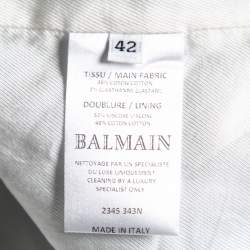 42
TISSU / MAIN FABRIC
98% COTON COTTON
2% ELASTHANNE ELASTANE
DOUBLURE / LINING
52% VISCOSE VISCOSE
48% COTON COTTON
BALMAIN
NETTOYAGE PAR UN SPECIALISTE
DU LUXE UNIQUEMENT
CLEANING BY A LUXURY
SPECIALIST ONLY
2345 343N
MADE IN ITALY